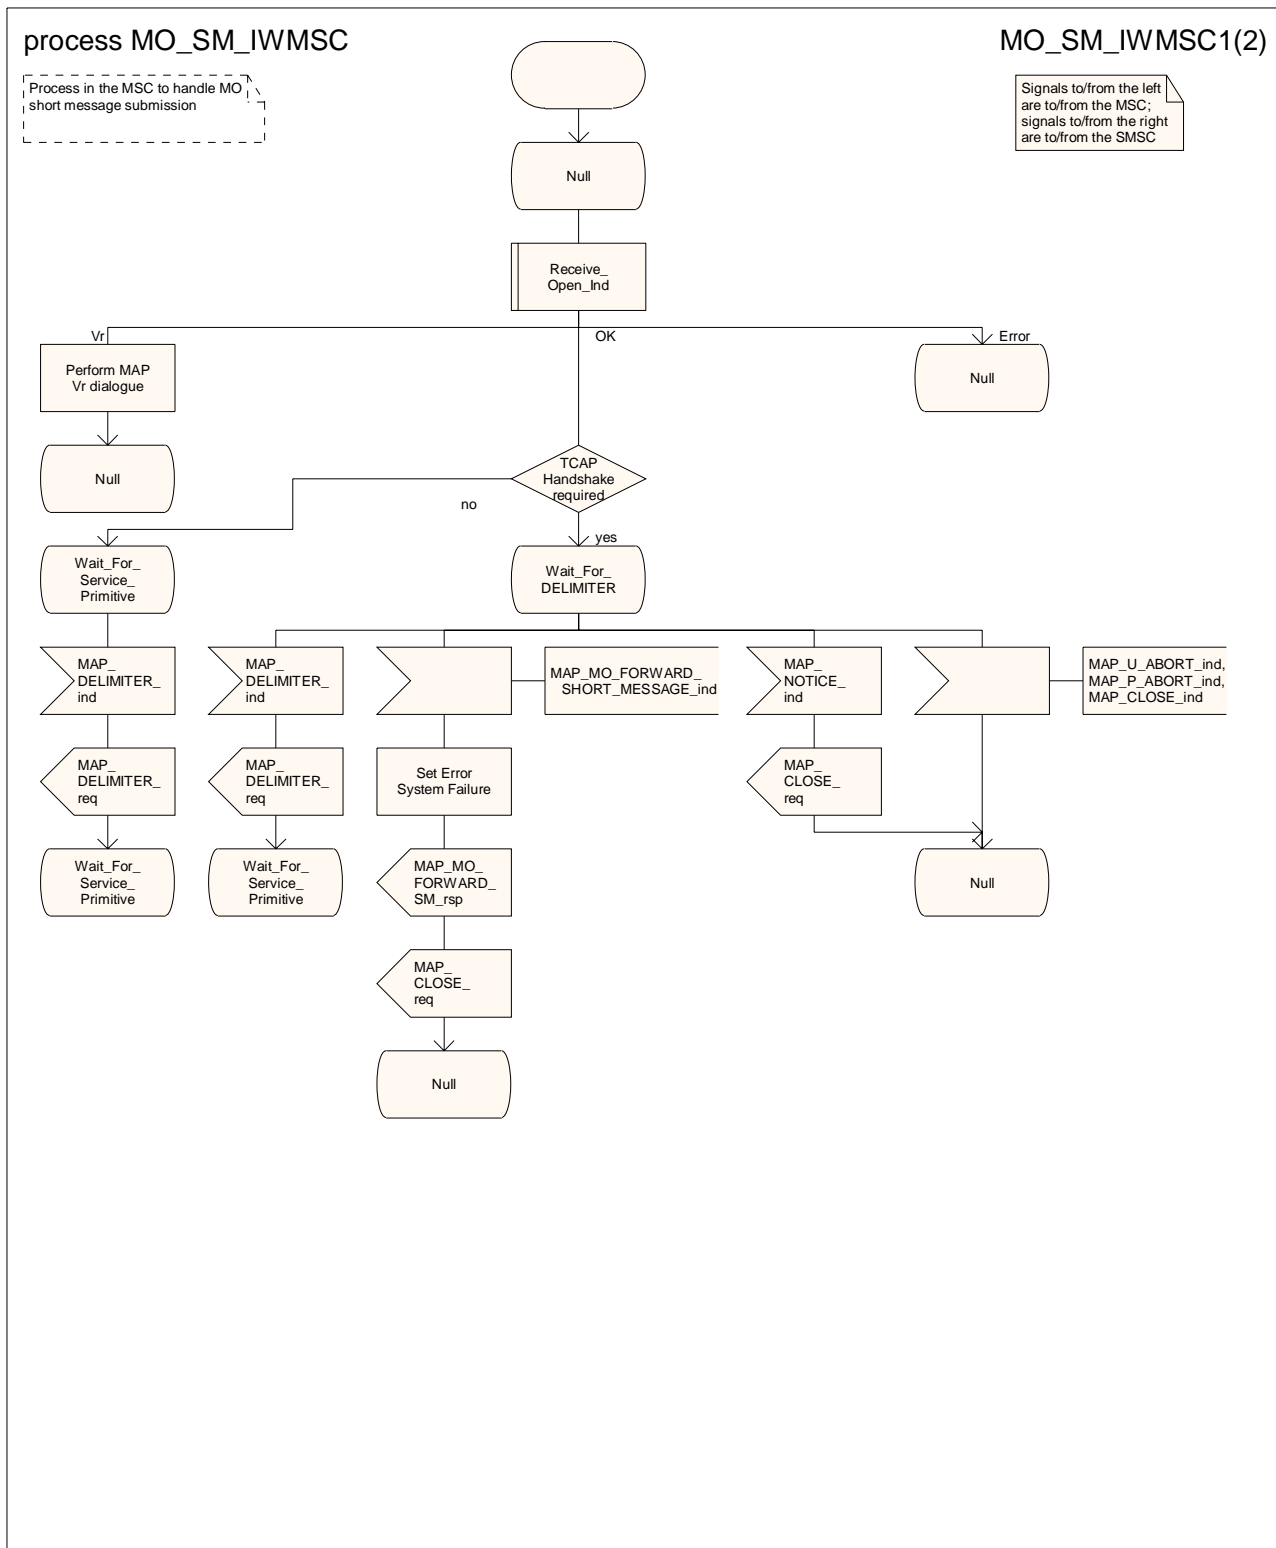 process MO_SM_IWMSC
MO_SM_IWMSC1(2)
Process in the MSC to handle MO
short message submission
Signals to/from the left
are to/from the MSC;
signals to/from the right
are to/from the SMSC
Null
Receive_
Open_Ind
Vr
OK
Error
Perform MAP
Vr dialogue
Null
Null
TCAP
Handshake
required
no
yes
Wait_For_
Service_
Primitive
Wait_For_
DELIMITER
MAP_
DELIMITER_
ind
MAP_
DELIMITER_
ind
MAP_MO_FORWARD_
SHORT_MESSAGE_ind
MAP_
NOTICE_
ind
MAP_U_ABORT_ind,
MAP_P_ABORT_ind,
MAP_CLOSE_ind
MAP_
DELIMITER_
req
MAP_
DELIMITER_
req
Set Error
System Failure
MAP_
CLOSE_
req
Wait_For_
Service_
Primitive
Wait_For_
Service_
Primitive
MAP_MO_
FORWARD_
SM_rsp
Null
MAP_
CLOSE_
req
Null